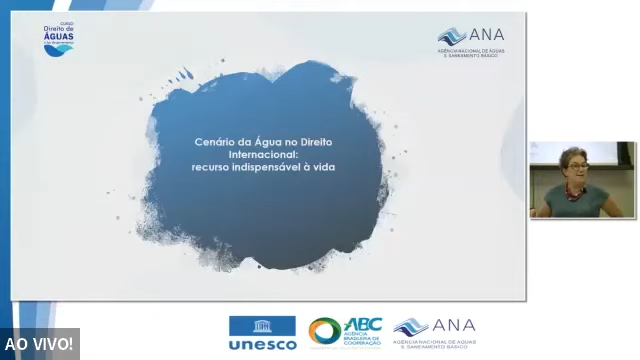 CURSO
Direito de
ÁGUAS
ANA
AGÊNCIA NACIONAL DE ÁGUAS
E SANEAMENTO BÁSICO
Cenário da Água no Direito
Internacional:
recurso indispensável à vida
AO VIVO!
unesco
ABC
AGÊNCIA
BRASILEIRA DE
COOPERAÇÃO
ANA
AGÊNCIA NACIONAL DE ÁGUAS
E SANEAMENTO BÁSICO